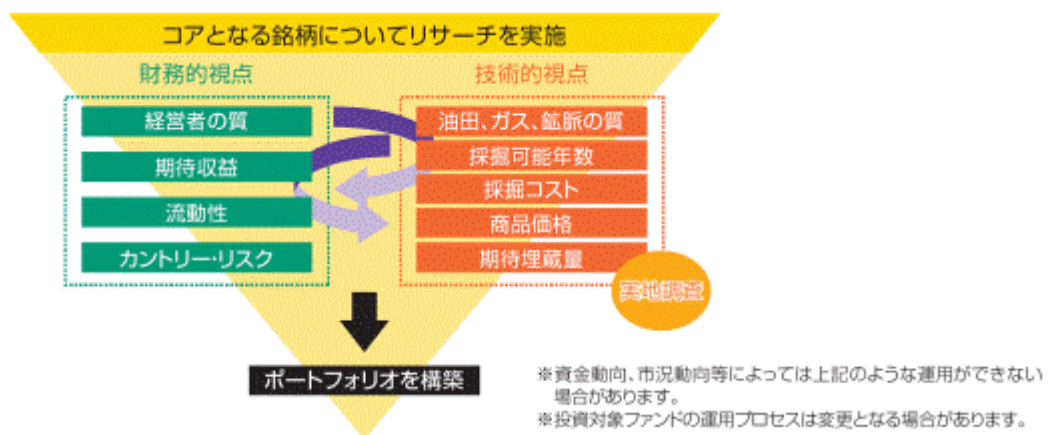 コアとなる銘柄についてリサーチを実施
財務的視点
経営者の質
期待収益
流動性
カントリー・リスク
技術的視点
油田、ガス、鉱脈の質
採掘可能年数
採掘コスト
商品価格
期待埋蔵量
実地調査
ポートフォリオを構築
※資金動向、市況動向等によっては上記のような運用ができない
場合があります。
※投資対象ファンドの運用プロセスは変更となる場合があります。